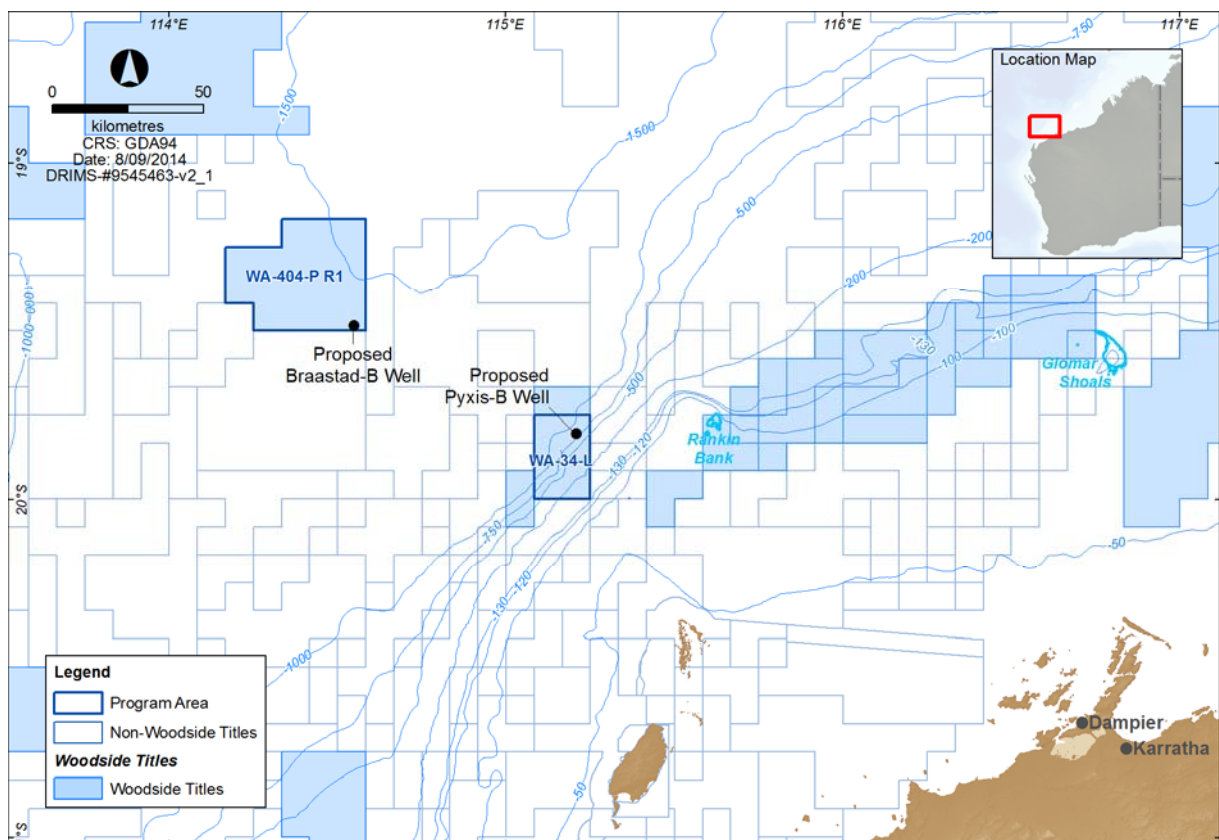 114°E
115°E
116°E
117°E
0 50
kilometres
CRS: GDA94
Date: 8/09/2014
DRIMS-#9545463-v2_1
Location Map
19°S
20°S
°S
-1500
-1500
-750
-500
-500
-200
-200
-1000-000
-130
-100
-100
-500
-120
-130
-750
-120
-130
-1000
-50
-50
WA-404-P R1
Proposed
Braastad-B Well
Proposed
Pyxis-B Well
WA-34-L
Rankin
Bank
Glomar
Shoals
Dampier
Karratha
Legend
Program Area
Non-Woodside Titles
Woodside Titles
Woodside Titles